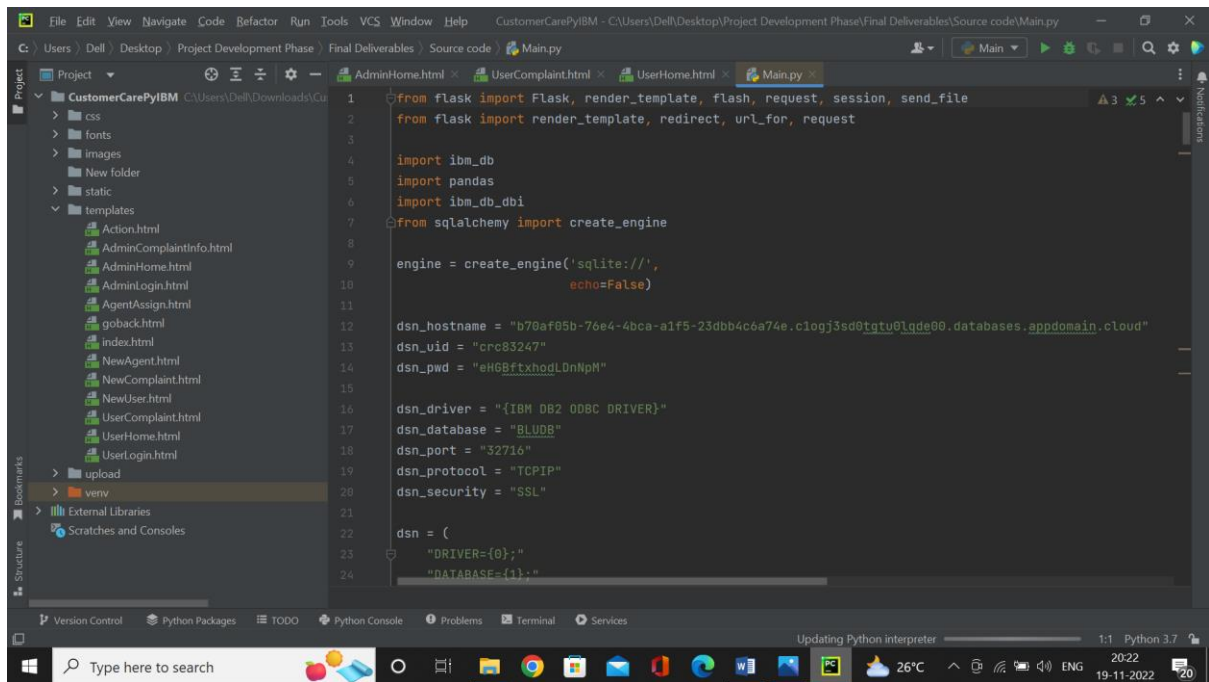 File Edit View Navigate Code Refactor Run Tools VCS Window Help CustomerCarePyIBM - C:\Users\Dell\Desktop\Project Development Phase\Final Deliverables\Source code\Main.py
C: Users Dell Desktop Project Development Phase Final Deliverables Source code Main.py Main
Project
AdminHome.html UserComplaint.html UserHome.html Main.py
Project
CustomerCarePyIBM C:\Users\Dell\Downloads\Cu
css
fonts
images
New folder
static
templates
Action.html
AdminComplaintInfo.html
AdminHome.html
AdminLogin.html
AgentAssign.html
goback.html
index.html
NewAgent.html
NewComplaint.html
NewUser.html
UserComplaint.html
UserHome.html
UserLogin.html
upload
venv
External Libraries
Scratches and Consoles
Bookmarks
Structure
1 from flask import Flask, render_template, flash, request, session, send_file
2 from flask import render_template, redirect, url_for, request
3
4 import ibm_db
5 import pandas
6 import ibm_db_dbi
7 from sqlalchemy import create_engine
8
9 engine = create_engine('sqlite://',
10 echo=False)
11
12 dsn_hostname = "b70af05b-76e4-4bca-a1f5-23dbb4c6a74e.c1ogj3sd0tgtu0lqde00.databases.appdomain.cloud"
13 dsn_uid = "crc83247"
14 dsn_pwd = "eHGBftxhodLDnNpM"
15
16 dsn_driver = "{IBM DB2 ODBC DRIVER}"
17 dsn_database = "BLUDB"
18 dsn_port = "32716"
19 dsn_protocol = "TCPIP"
20 dsn_security = "SSL"
21
22 dsn = (
23 "DRIVER={0};"
24 "DATABASE={1};"
3 5
Notifications
Version Control Python Packages TODO Python Console Problems Terminal Services
Updating Python interpreter 1:1 Python 3.7
Type here to search 26°C ENG 20:22
19-11-2022 20